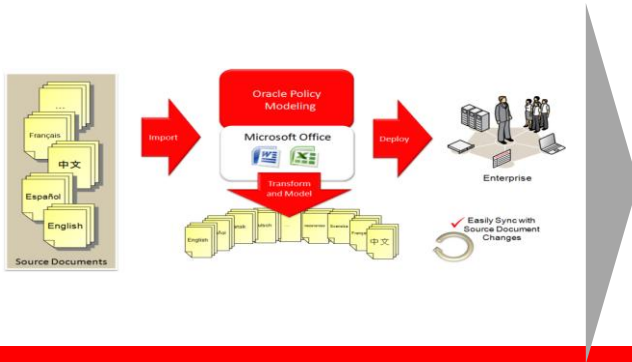 ...
Français
中文
Español
English
Source Documents
Import
Oracle Policy
Modeling
Microsoft Office
Transform
and Model
Deploy
Enterprise
English
...
中文
Easily Sync with
Source Document
Changes